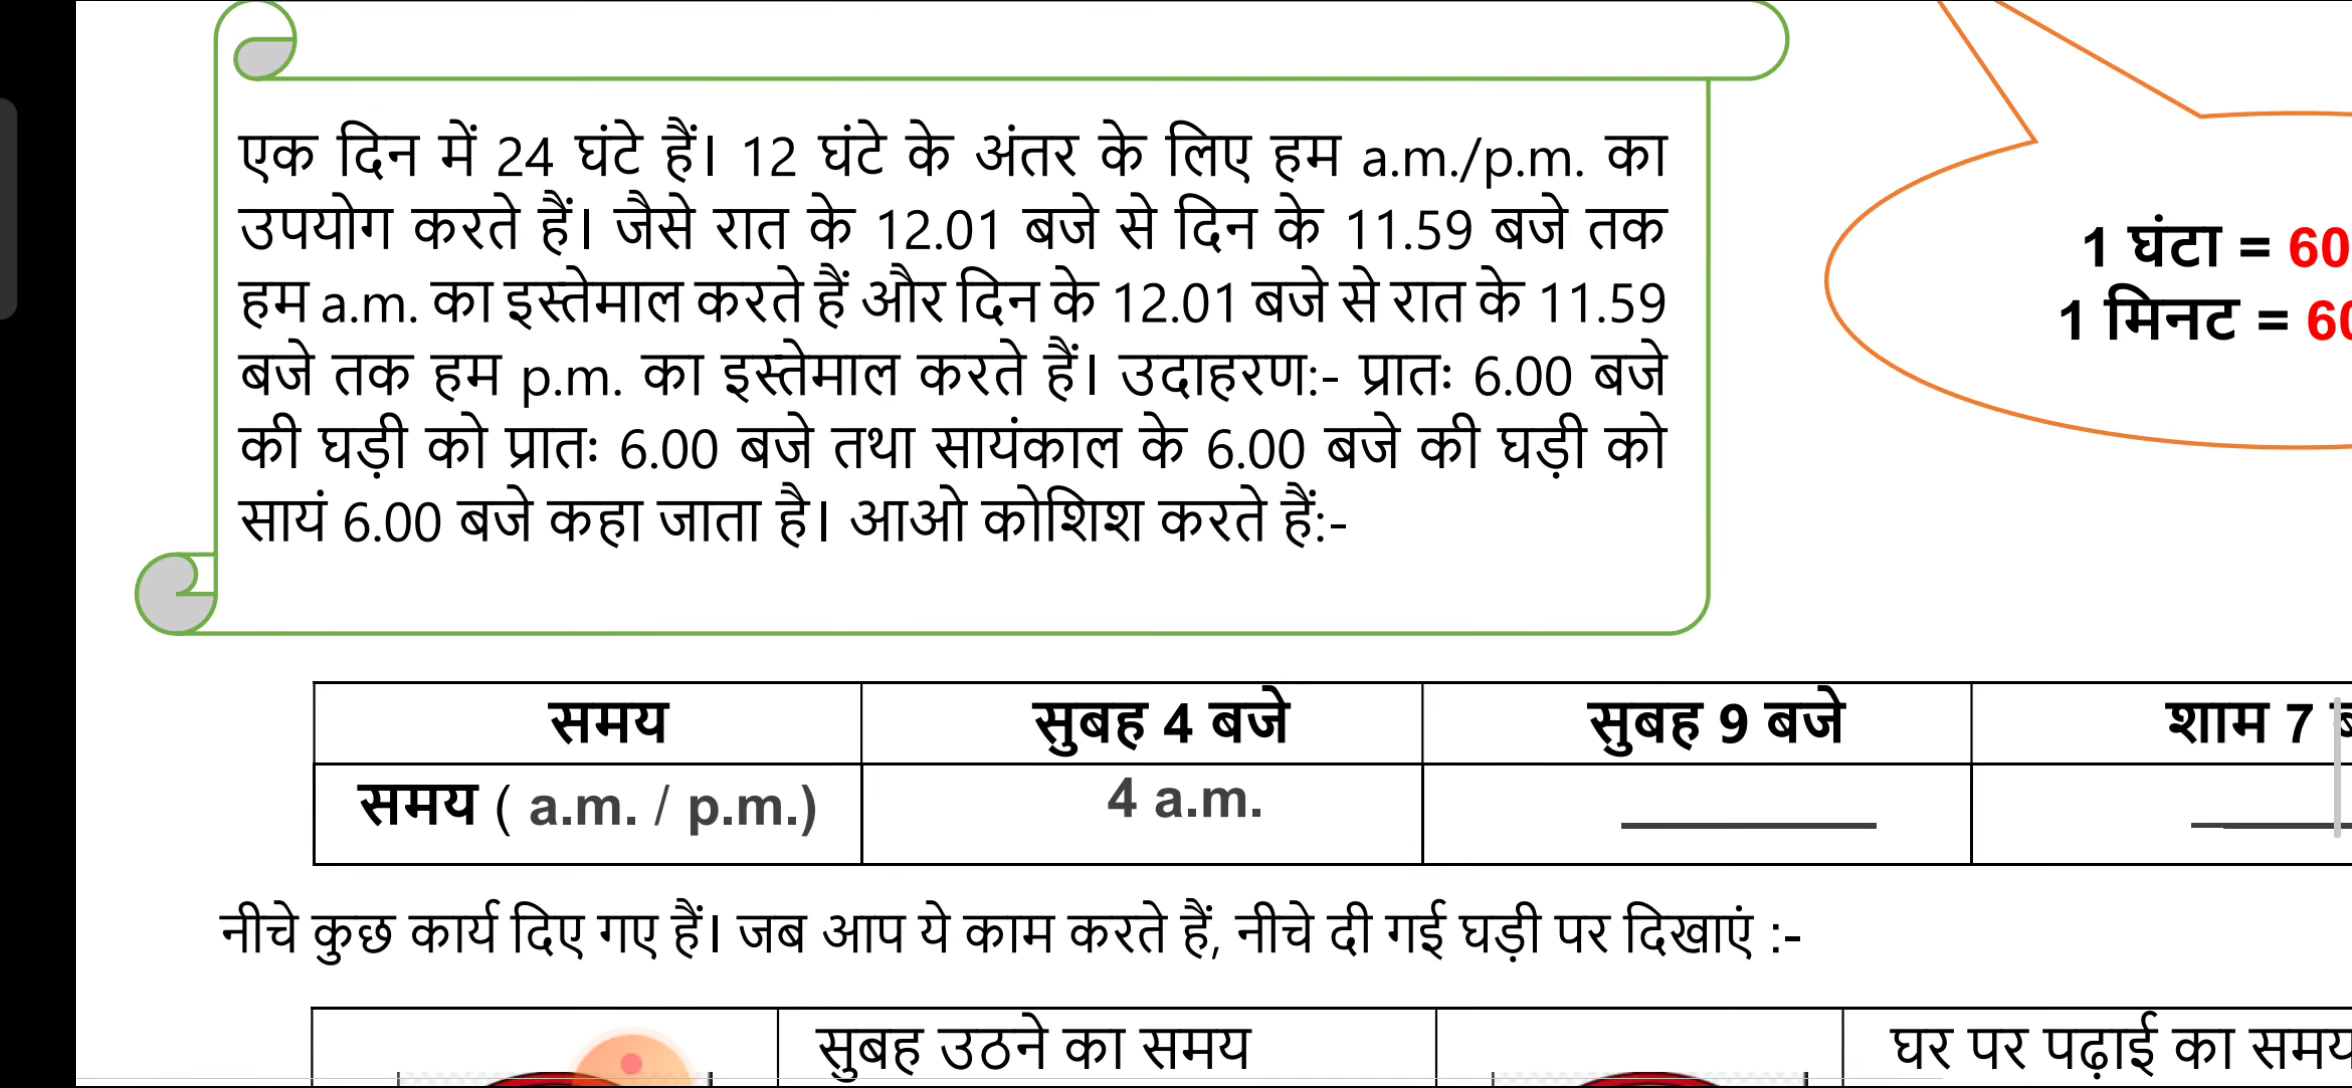 एक दिन में 24 घंटे हैं। 12 घंटे के अंतर के लिए हम a.m./p.m. का
उपयोग करते हैं। जैसे रात के 12.01 बजे से दिन के 11.59 बजे तक
हम a.m. का इस्तेमाल करते हैं और दिन के 12.01 बजे से रात के 11.59
बजे तक हम p.m. का इस्तेमाल करते हैं। उदाहरण:- प्रातः 6.00 बजे
की घड़ी को प्रातः 6.00 बजे तथा सायंकाल के 6.00 बजे की घड़ी को
सायं 6.00 बजे कहा जाता है। आओ कोशिश करते हैं:-
1 घंटा = 60
1 मिनट = 60
समय सुबह 4 बजे सुबह 9 बजे शाम 7
समय ( a.m. / p.m.) 4 a.m.
नीचे कुछ कार्य दिए गए हैं। जब आप ये काम करते हैं, नीचे दी गई घड़ी पर दिखाएं :-
सुबह उठने का समय घर पर पढ़ाई का समय